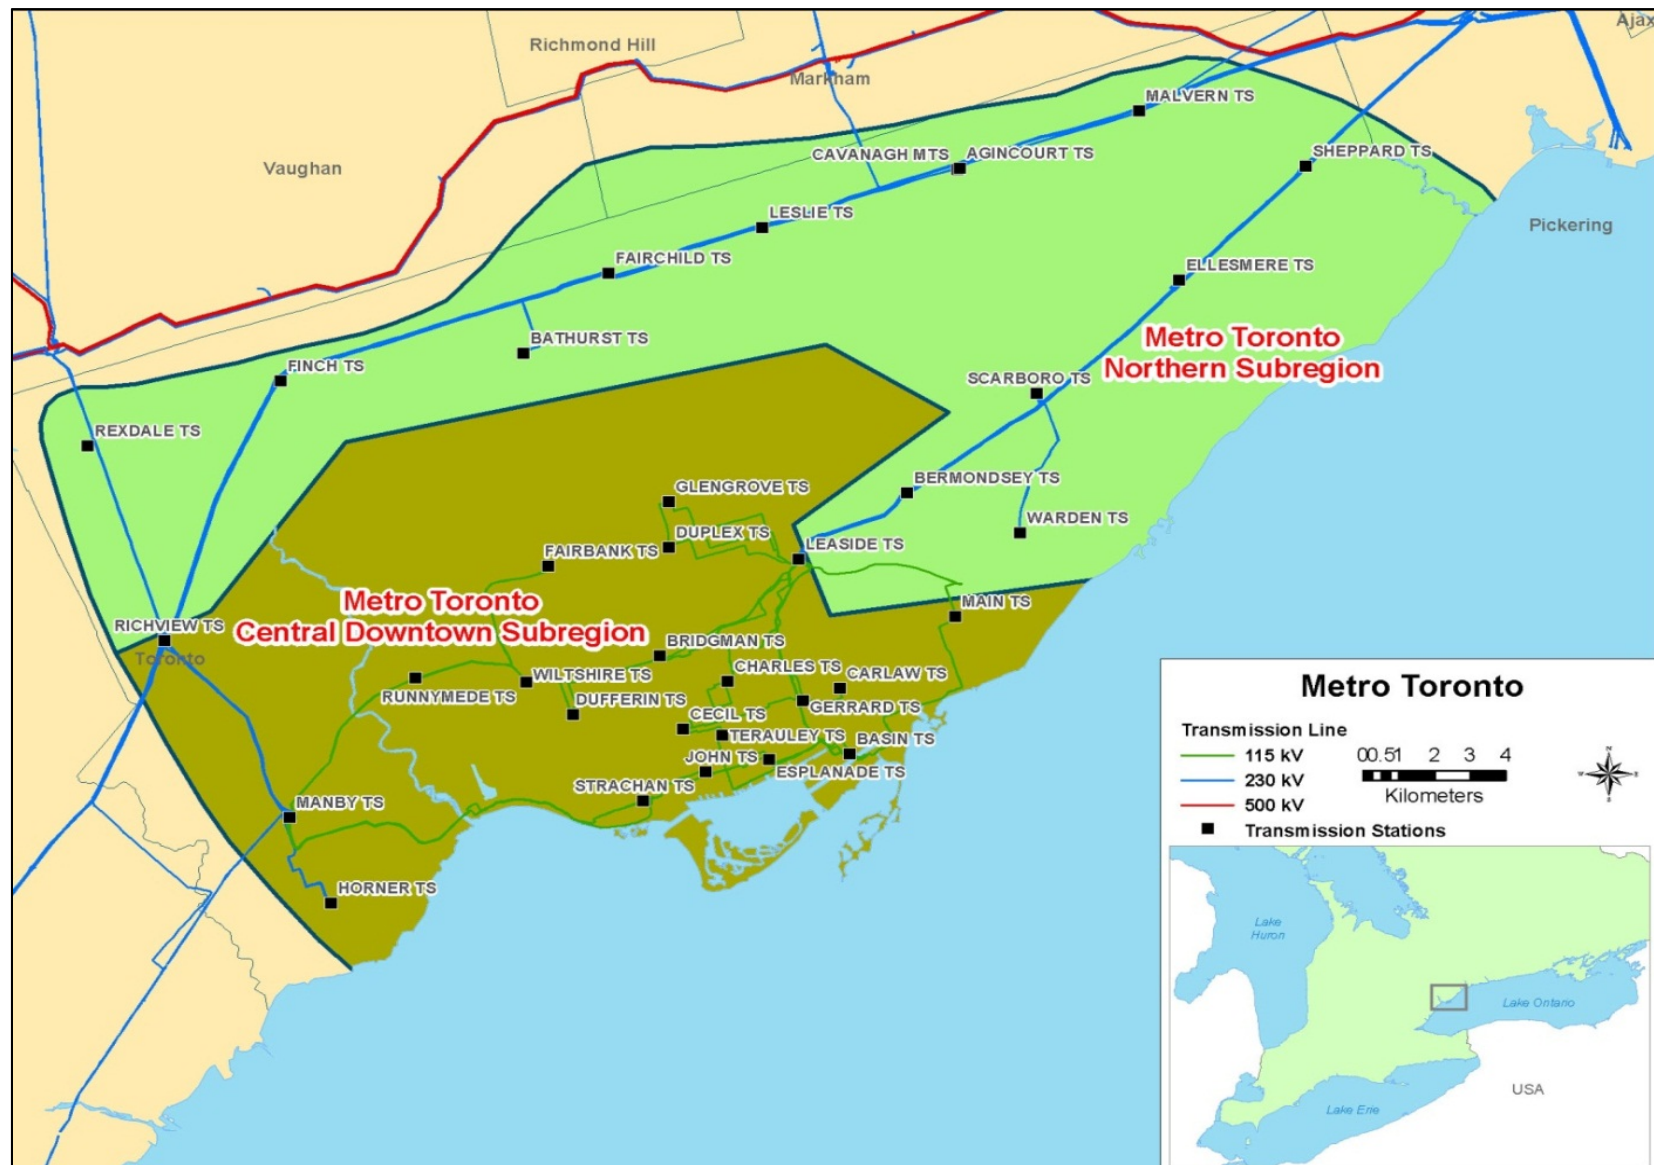 Ajax
Richmond Hill
Markham
MALVERN TS
CAVANAGH MTS
AGINCOURT TS
SHEPPARD TS
Vaughan
LESLIE TS
Pickering
FAIRCHILD TS
ELLESMERE TS
BATHURST TS
Metro Toronto
Northern Subregion
FINCH TS
SCARBORO TS
REXDALE TS
BERMONDSEY TS
GLENGROVE TS
WARDEN TS
DUPLEX TS
LEASIDE TS
FAIRBANK TS
Metro Toronto
Central Downtown Subregion
MAIN TS
RICHVIEW TS
Toronto
BRIDGMAN TS
CHARLES TS
CARLAW TS
WILTSHIRE TS
RUNNYMEDE TS
DUFFERIN TS
GERRARD TS
CECIL TS
TERAULEY TS
BASIN TS
JOHN TS
ESPLANADE TS
STRACHAN TS
MANBY TS
HORNER TS
Metro Toronto
Transmission Line
115 kV
230 kV
500 kV
Transmission Stations
0 0.5 1 2 3 4
Kilometers
N
W
E
S
Lake
Huron
Lake Ontario
USA
Lake Erie